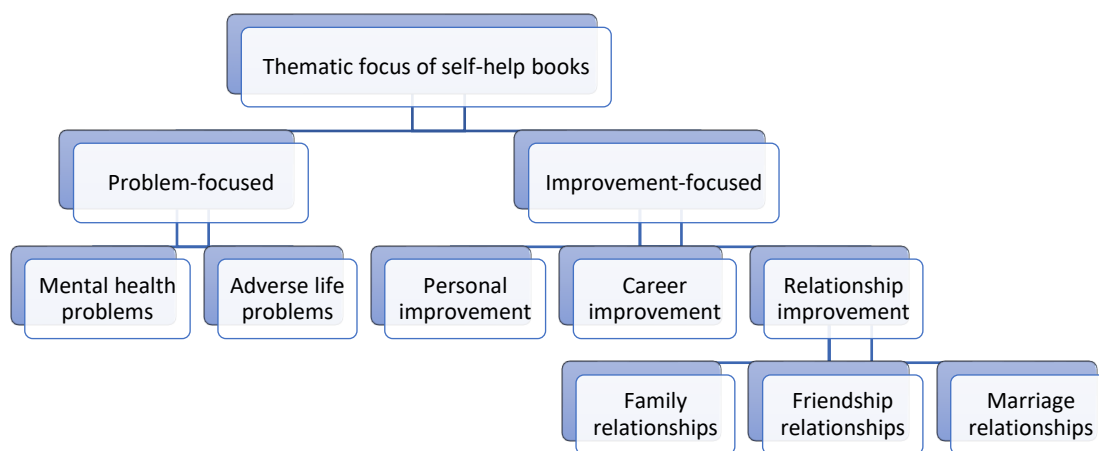 Thematic focus of self-help books
Problem-focused
Improvement-focused
Mental health
problems
Adverse life
problems
Personal
improvement
Career
improvement
Relationship
improvement
Family
relationships
Friendship
relationships
Marriage
relationships